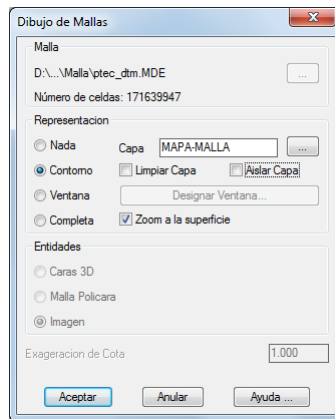 Dibujo de Mallas
Malla
D:\...\Malla\ptec_dtm.MDE ...
Número de celdas: 171639947
Representacion
Nada Capa MAPA-MALLA ...
Contorno Limpiar Capa Aislar Capa
Ventana Designar Ventana...
Completa Zoom a la superficie
Entidades
Caras 3D
Malla Policara
Imagen
Exageracion de Cota 1.000
Aceptar Anular Ayuda ...